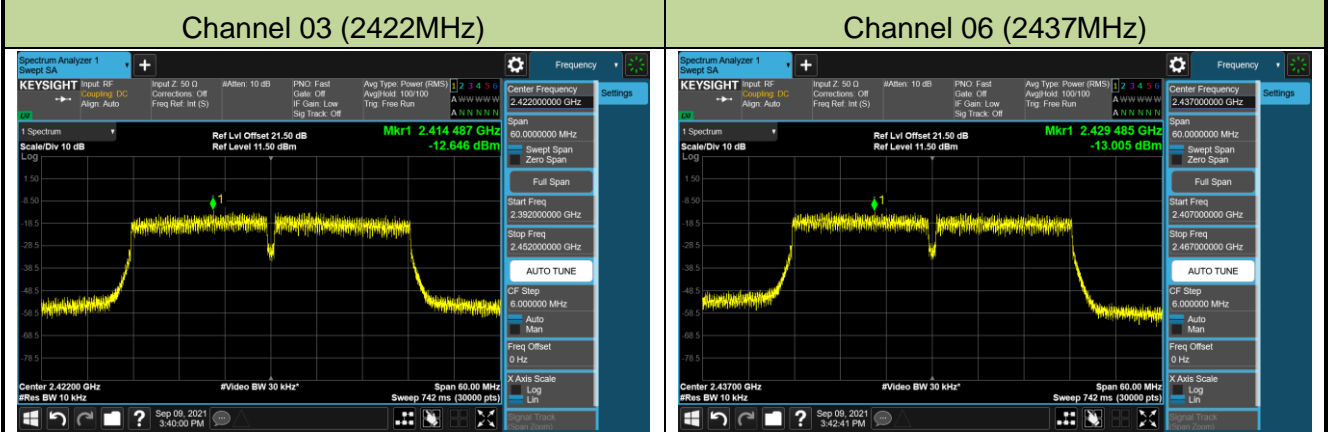 Channel 03 (2422MHz)
Spectrum Analyzer 1
Swept SA
KEYSIGHT
Input: RF
Coupling: DC
Align: Auto
Input Z: 50 Ω
Corrections: Off
Freq Ref: Int (S)
#Atten: 10 dB
PNO: Fast
Gate: Off
IF Gain: Low
Sig Track: Off
Avg Type: Power (RMS)
Avg|Hold: 100/100
Trig: Free Run
1 2 3 4 5 6
A W W W W W
A N N N N N
LXI
1 Spectrum
Scale/Div 10 dB
Log
Ref Lvl Offset 21.50 dB
Ref Level 11.50 dBm
Mkr1 2.414 487 GHz
-12.646 dBm
1
1.50
-8.50
-18.5
-28.5
-38.5
-48.5
-58.5
-68.5
-78.5
Center 2.42200 GHz
#Res BW 10 kHz
#Video BW 30 kHz*
Span 60.00 MHz
Sweep 742 ms (30000 pts)
Sep 09, 2021
3:40:00 PM
Frequency
Settings
Center Frequency
2.422000000 GHz
Span
60.0000000 MHz
Swept Span
Zero Span
Full Span
Start Freq
2.392000000 GHz
Stop Freq
2.452000000 GHz
AUTO TUNE
CF Step
6.000000 MHz
Auto
Man
Freq Offset
0 Hz
X Axis Scale
Log
Lin
Signal Track
(Span Zoom)
Channel 06 (2437MHz)
Spectrum Analyzer 1
Swept SA
KEYSIGHT
Input: RF
Coupling: DC
Align: Auto
Input Z: 50 Ω
Corrections: Off
Freq Ref: Int (S)
#Atten: 10 dB
PNO: Fast
Gate: Off
IF Gain: Low
Sig Track: Off
Avg Type: Power (RMS)
Avg|Hold: 100/100
Trig: Free Run
1 2 3 4 5 6
A W W W W W
A N N N N N
LXI
1 Spectrum
Scale/Div 10 dB
Log
Ref Lvl Offset 21.50 dB
Ref Level 11.50 dBm
Mkr1 2.429 485 GHz
-13.005 dBm
1
1.50
-8.50
-18.5
-28.5
-38.5
-48.5
-58.5
-68.5
-78.5
Center 2.43700 GHz
#Res BW 10 kHz
#Video BW 30 kHz*
Span 60.00 MHz
Sweep 742 ms (30000 pts)
Sep 09, 2021
3:42:41 PM
Frequency
Settings
Center Frequency
2.437000000 GHz
Span
60.0000000 MHz
Swept Span
Zero Span
Full Span
Start Freq
2.407000000 GHz
Stop Freq
2.467000000 GHz
AUTO TUNE
CF Step
6.000000 MHz
Auto
Man
Freq Offset
0 Hz
X Axis Scale
Log
Lin
Signal Track
(Span Zoom)